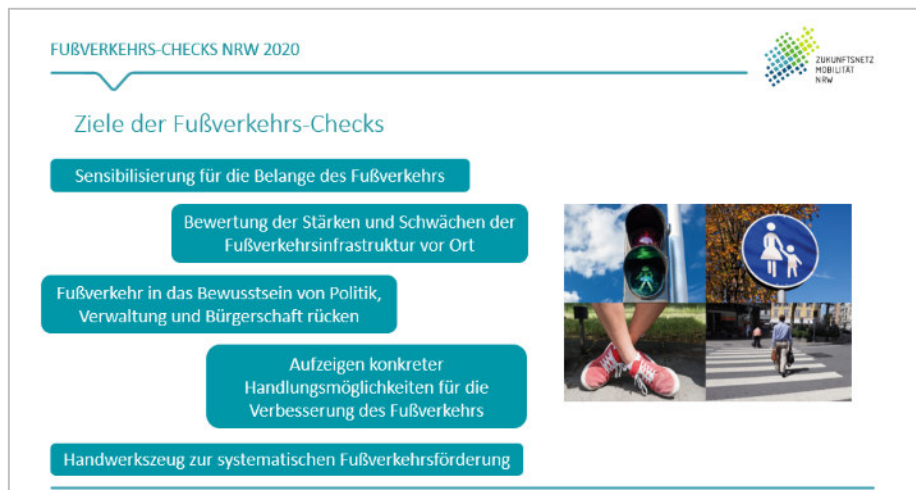 FUẞVERKEHRS-CHECKS NRW 2020
ZUKUNFTSNETZ
MOBILITÄT
NRW
Ziele der Fußverkehrs-Checks
Sensibilisierung für die Belange des Fußverkehrs
Bewertung der Stärken und Schwächen der
Fußverkehrsinfrastruktur vor Ort
Fußverkehr in das Bewusstsein von Politik,
Verwaltung und Bürgerschaft rücken
Aufzeigen konkreter
Handlungsmöglichkeiten für die
Verbesserung des Fußverkehrs
Handwerkszeug zur systematischen Fußverkehrsförderung